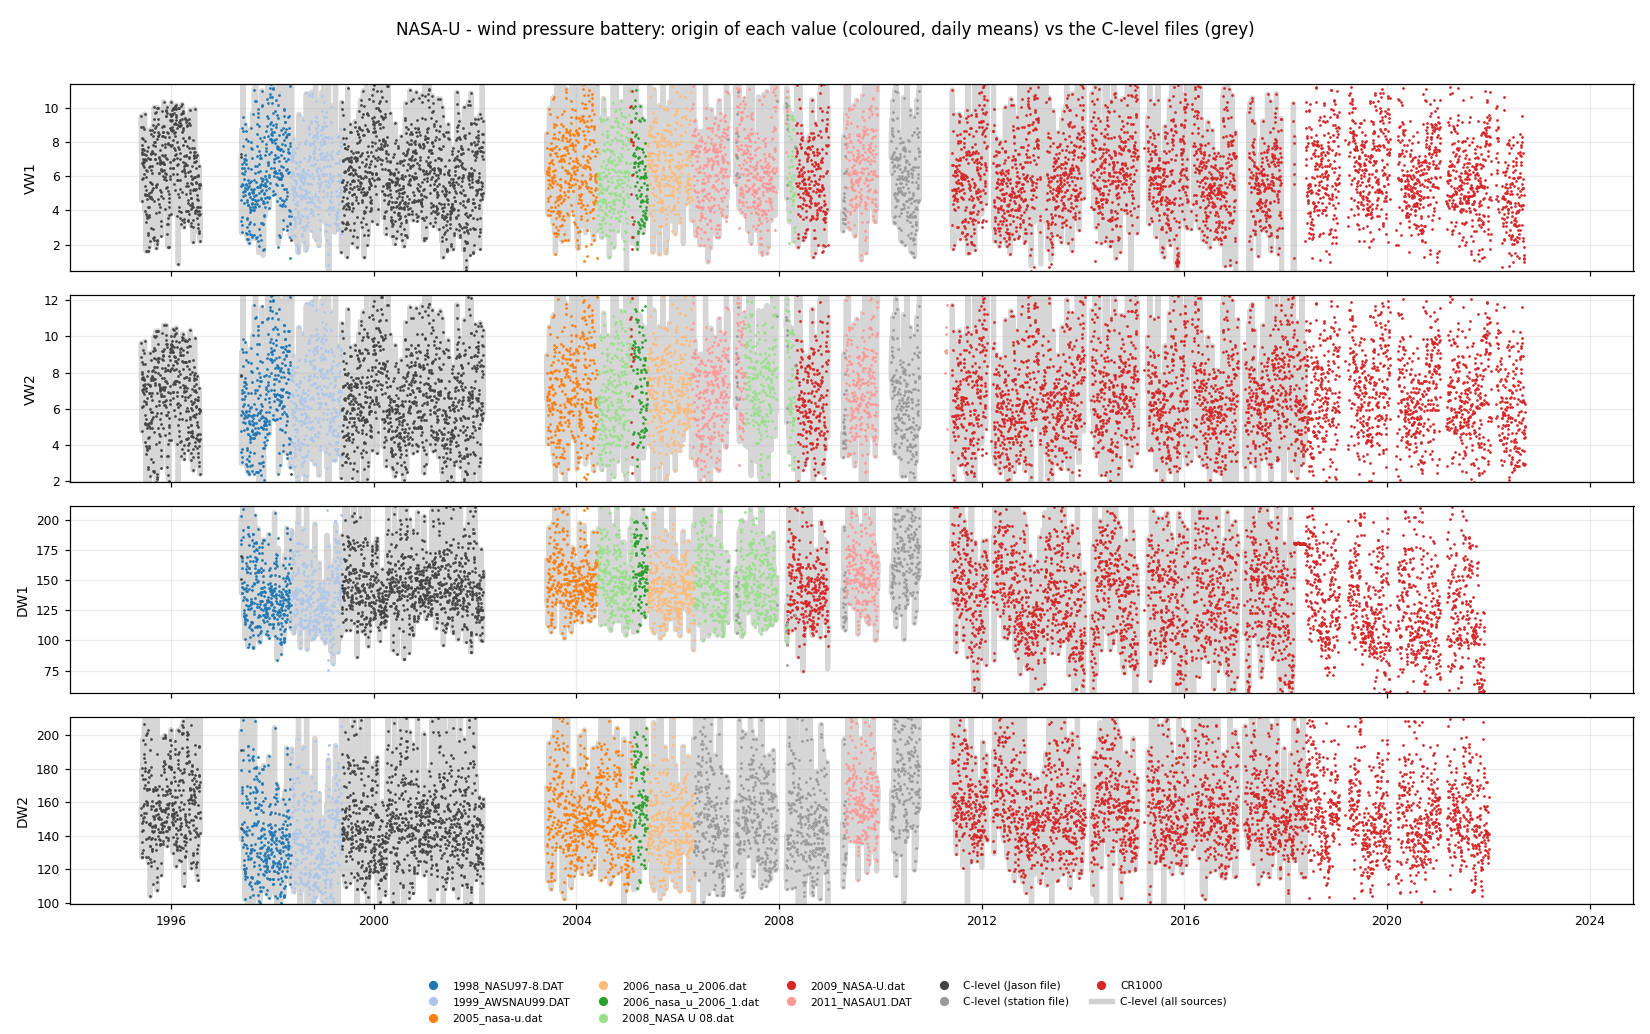 NASA-U - wind pressure battery: origin of each value (coloured, daily means) vs the C-level files (grey)
VW1
10
8
6
4
2
VW2
12
10
8
6
4
2
DW1
200
175
150
125
100
75
DW2
200
180
160
140
120
100
1996 2000 2004 2008 2012 2016 2020 2024
1998_NASU97-8.DAT 2006_nasa_u_2006.dat 2009_NASA-U.dat C-level (Jason file) CR1000
1999_AWSNAU99.DAT 2006_nasa_u_2006_1.dat 2011_NASAU1.DAT C-level (station file) C-level (all sources)
2005_nasa-u.dat 2008_NASA U 08.dat